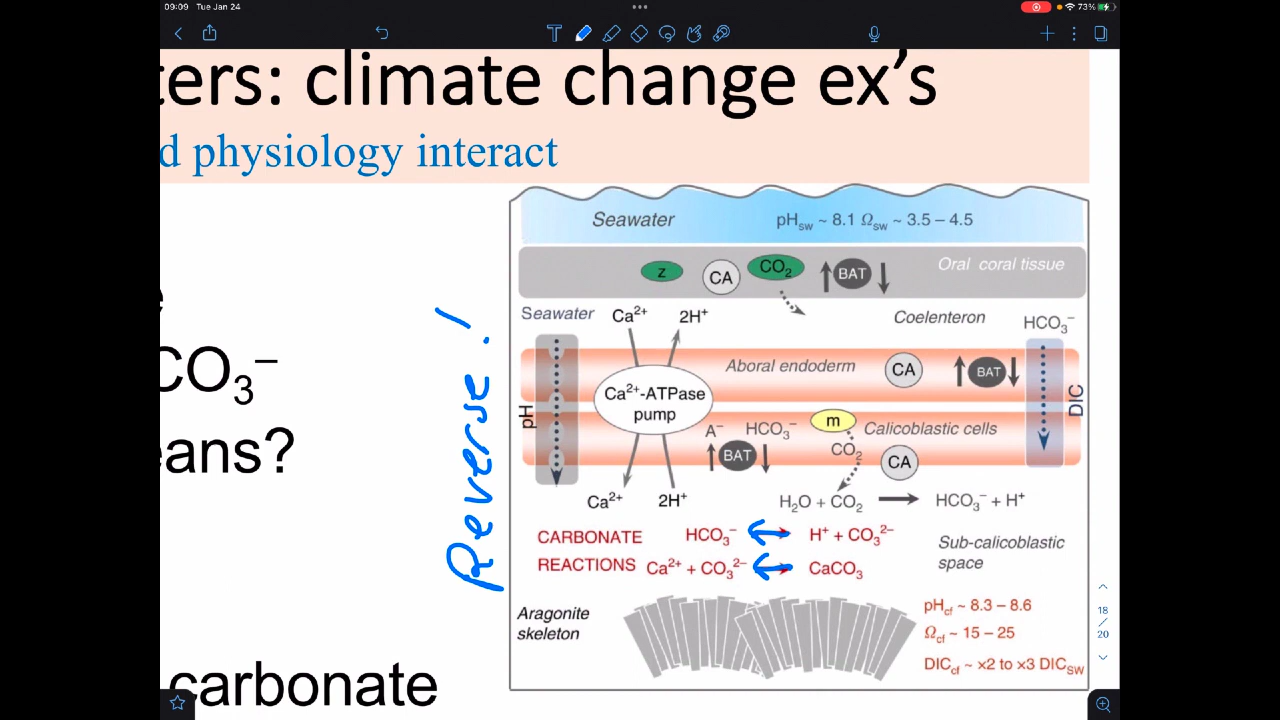 09:09 Tue Jan 24
73%
ters: climate change ex's
d physiology interact
CO₃⁻
eans?
carbonate
Reverse!
Seawater pHsw ~ 8.1 Ωsw ~ 3.5 – 4.5
z CA CO₂ BAT Oral coral tissue
Seawater Ca²⁺ 2H⁺ Coelenteron HCO₃⁻
Aboral endoderm CA BAT
Ca²⁺-ATPase
pump
pH
DIC
A⁻ HCO₃⁻ m Calicoblastic cells
BAT CO₂ CA
Ca²⁺ 2H⁺ H₂O + CO₂ → HCO₃⁻ + H⁺
CARBONATE HCO₃⁻ H⁺ + CO₃²⁻
REACTIONS Ca²⁺ + CO₃²⁻ CaCO₃
Sub-calicoblastic
space
Aragonite
skeleton
pHcf ~ 8.3 – 8.6
Ωcf ~ 15 – 25
DICcf ~ ×2 to ×3 DICSW
18
/
20